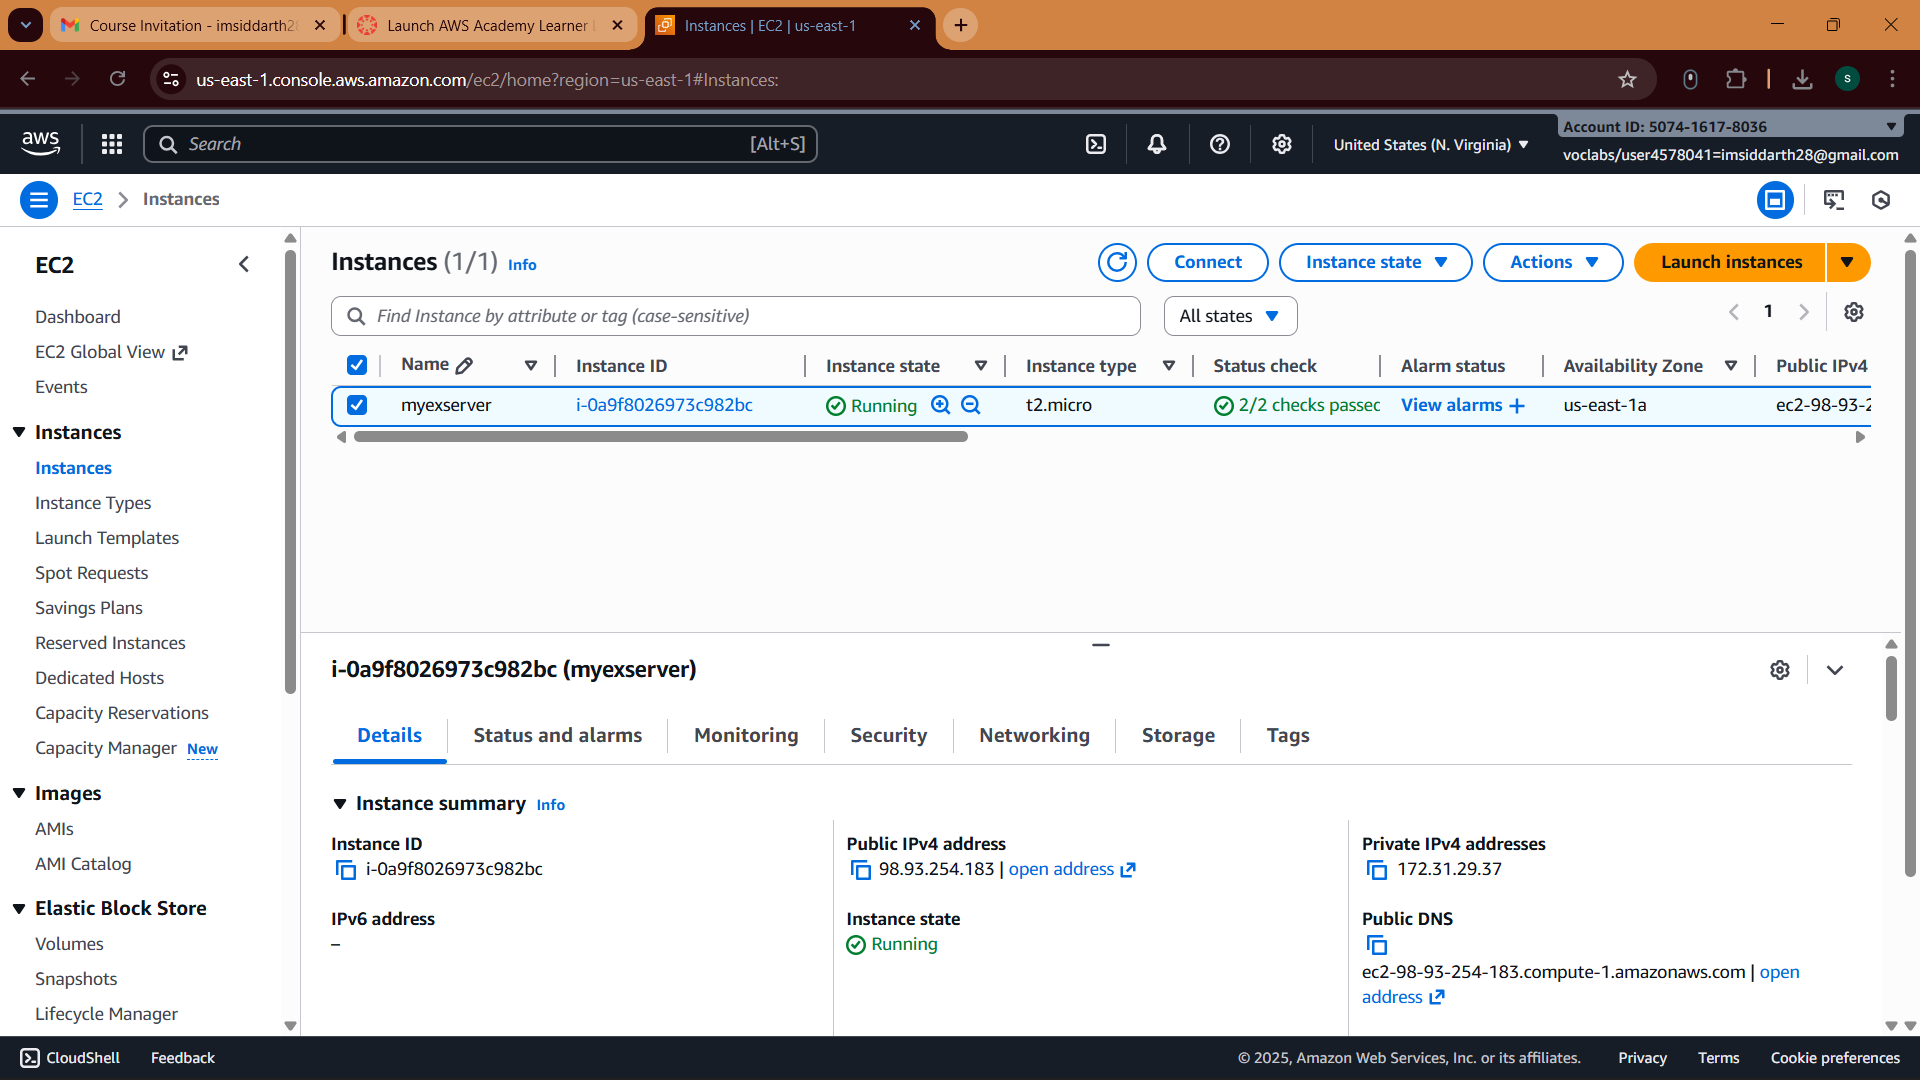 Course Invitation - imsiddarth28
Launch AWS Academy Learner L
Instances | EC2 | us-east-1
us-east-1.console.aws.amazon.com/ec2/home?region=us-east-1#Instances:
S
aws
Search
[Alt+S]
United States (N. Virginia)
Account ID: 5074-1617-8036
voclabs/user4578041=imsiddarth28@gmail.com
EC2
Instances
EC2
Dashboard
EC2 Global View
Events
Instances
Instances
Instance Types
Launch Templates
Spot Requests
Savings Plans
Reserved Instances
Dedicated Hosts
Capacity Reservations
Capacity Manager New
Images
AMIs
AMI Catalog
Elastic Block Store
Volumes
Snapshots
Lifecycle Manager
Instances (1/1) Info
Connect
Instance state
Actions
Launch instances
Find Instance by attribute or tag (case-sensitive)
All states
1
Name Instance ID Instance state Instance type Status check Alarm status Availability Zone Public IPv4
myexserver i-0a9f8026973c982bc Running t2.micro 2/2 checks passed View alarms + us-east-1a ec2-98-93-2
i-0a9f8026973c982bc (myexserver)
Details Status and alarms Monitoring Security Networking Storage Tags
Instance summary Info
Instance ID
i-0a9f8026973c982bc
IPv6 address
–
Public IPv4 address
98.93.254.183 | open address
Instance state
Running
Private IPv4 addresses
172.31.29.37
Public DNS
ec2-98-93-254-183.compute-1.amazonaws.com | open
address
CloudShell
Feedback
© 2025, Amazon Web Services, Inc. or its affiliates.
Privacy
Terms
Cookie preferences